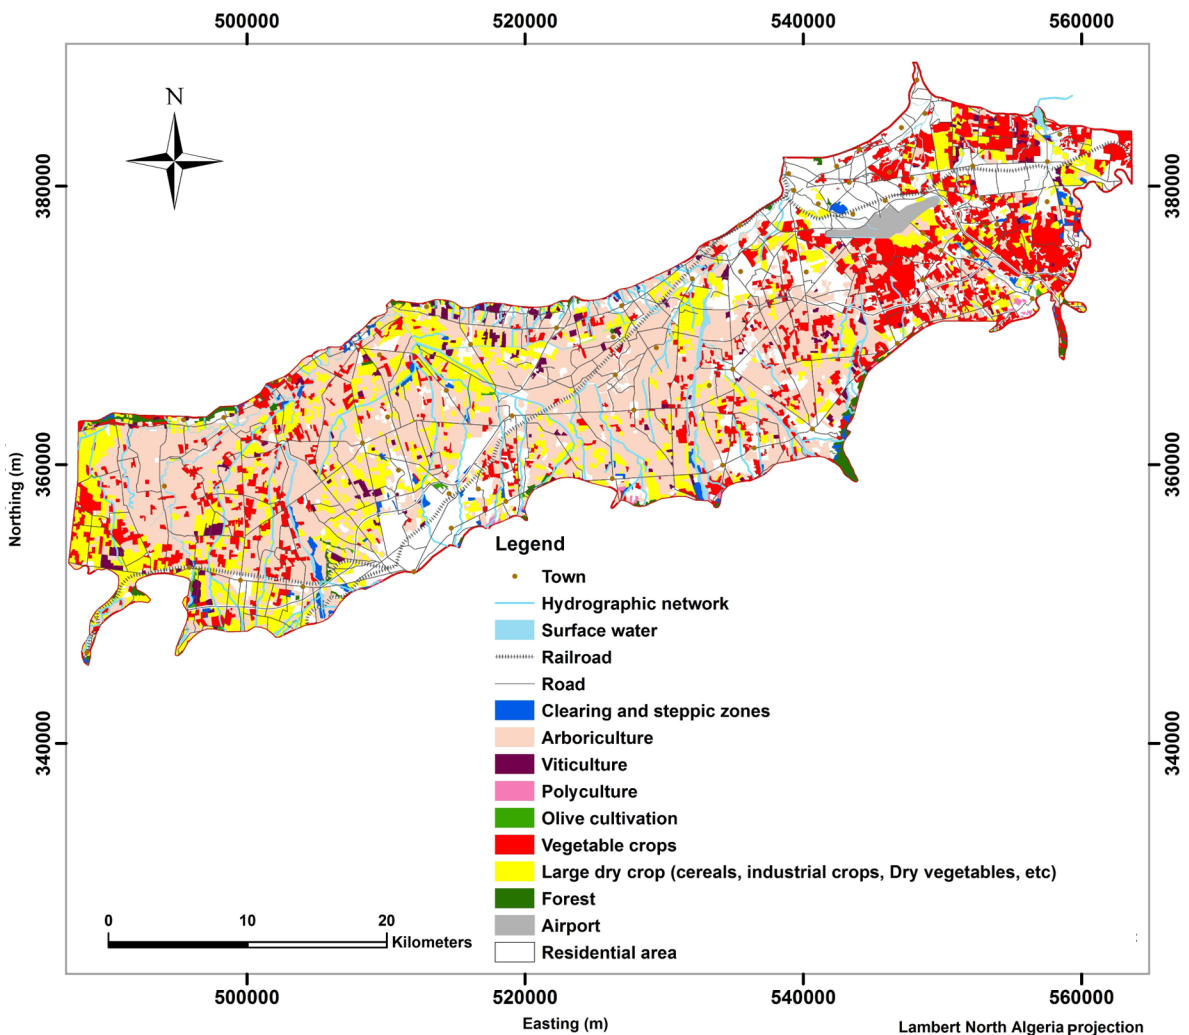 500000 520000 540000 560000
N
380000 380000
360000 360000
340000 340000
Northing (m)
Legend
Town
Hydrographic network
Surface water
Railroad
Road
Clearing and steppic zones
Arboriculture
Viticulture
Polyculture
Olive cultivation
Vegetable crops
Large dry crop (cereals, industrial crops, Dry vegetables, etc)
Forest
Airport
Residential area
0 10 20
Kilometers
500000 520000 540000 560000
Easting (m)
Lambert North Algeria projection